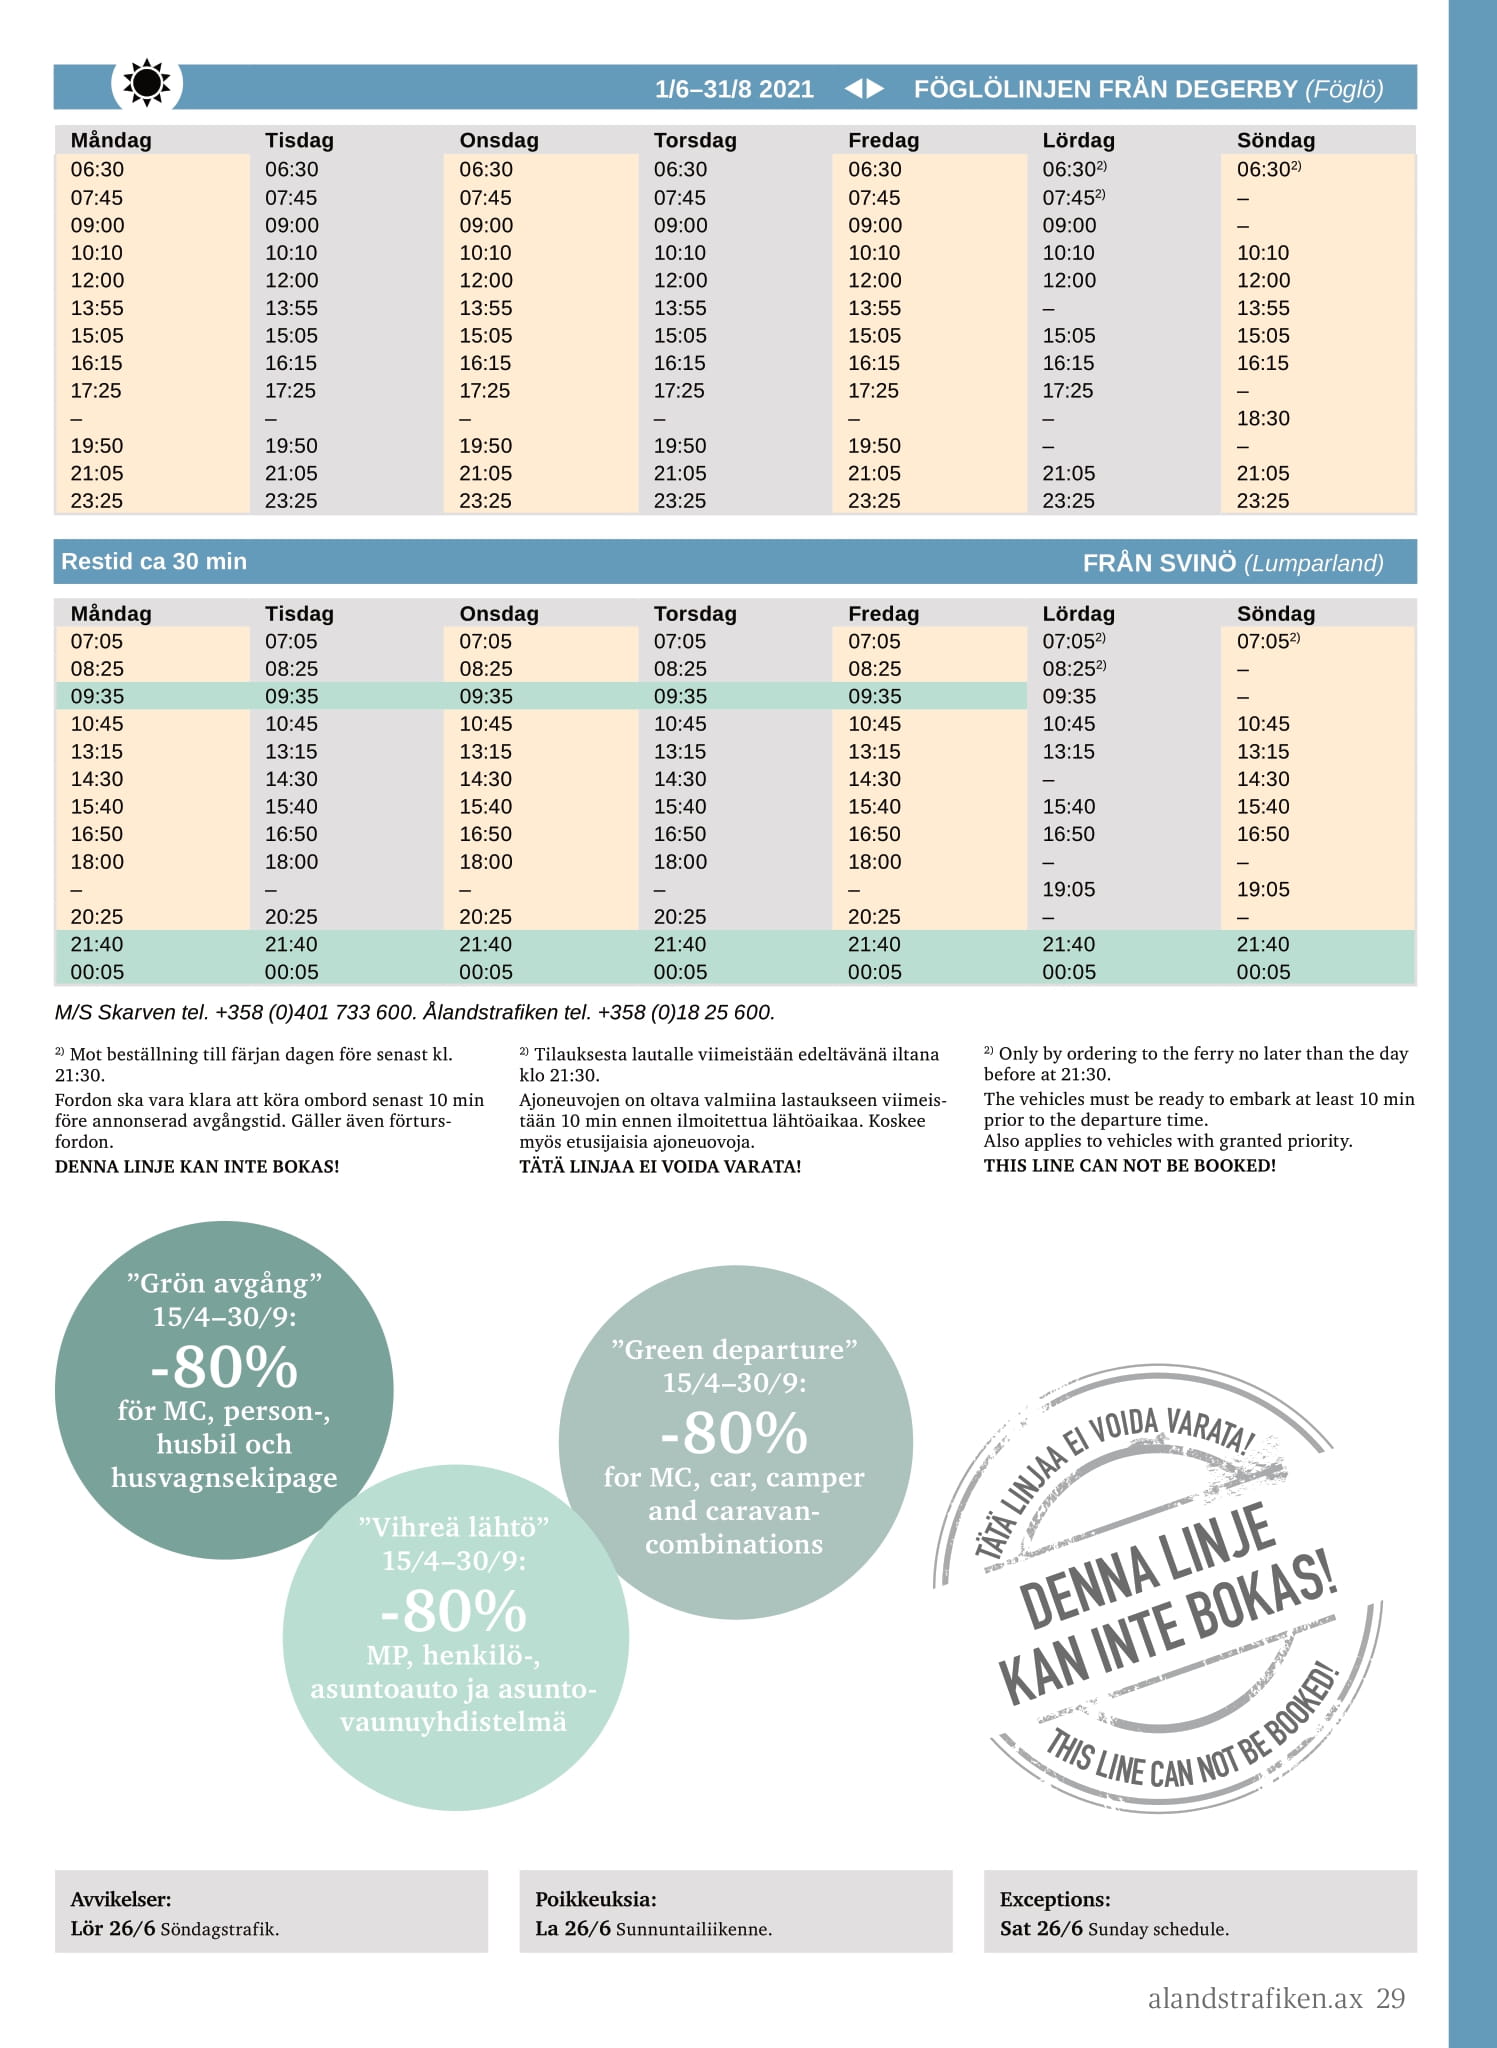 1/6–31/8 2021 FÖGLÖLINJEN FRÅN DEGERBY (Föglö)
Måndag Tisdag Onsdag Torsdag Fredag Lördag Söndag
06:30 06:30 06:30 06:30 06:30 06:30²⁾ 06:30²⁾
07:45 07:45 07:45 07:45 07:45 07:45²⁾ –
09:00 09:00 09:00 09:00 09:00 09:00 –
10:10 10:10 10:10 10:10 10:10 10:10 10:10
12:00 12:00 12:00 12:00 12:00 12:00 12:00
13:55 13:55 13:55 13:55 13:55 – 13:55
15:05 15:05 15:05 15:05 15:05 15:05 15:05
16:15 16:15 16:15 16:15 16:15 16:15 16:15
17:25 17:25 17:25 17:25 17:25 17:25 –
– – – – – – 18:30
19:50 19:50 19:50 19:50 19:50 – –
21:05 21:05 21:05 21:05 21:05 21:05 21:05
23:25 23:25 23:25 23:25 23:25 23:25 23:25
Restid ca 30 min FRÅN SVINÖ (Lumparland)
Måndag Tisdag Onsdag Torsdag Fredag Lördag Söndag
07:05 07:05 07:05 07:05 07:05 07:05²⁾ 07:05²⁾
08:25 08:25 08:25 08:25 08:25 08:25²⁾ –
09:35 09:35 09:35 09:35 09:35 09:35 –
10:45 10:45 10:45 10:45 10:45 10:45 10:45
13:15 13:15 13:15 13:15 13:15 13:15 13:15
14:30 14:30 14:30 14:30 14:30 – 14:30
15:40 15:40 15:40 15:40 15:40 15:40 15:40
16:50 16:50 16:50 16:50 16:50 16:50 16:50
18:00 18:00 18:00 18:00 18:00 – –
– – – – – 19:05 19:05
20:25 20:25 20:25 20:25 20:25 – –
21:40 21:40 21:40 21:40 21:40 21:40 21:40
00:05 00:05 00:05 00:05 00:05 00:05 00:05
M/S Skarven tel. +358 (0)401 733 600. Ålandstrafiken tel. +358 (0)18 25 600.
²⁾ Mot beställning till färjan dagen före senast kl.
21:30.
Fordon ska vara klara att köra ombord senast 10 min
före annonserad avgångstid. Gäller även förturs-
fordon.
DENNA LINJE KAN INTE BOKAS!
²⁾ Tilauksesta lautalle viimeistään edeltävänä iltana
klo 21:30.
Ajoneuvojen on oltava valmiina lastaukseen viimeis-
tään 10 min ennen ilmoitettua lähtöaikaa. Koskee
myös etusijaisia ajoneuovoja.
TÄTÄ LINJAA EI VOIDA VARATA!
²⁾ Only by ordering to the ferry no later than the day
before at 21:30.
The vehicles must be ready to embark at least 10 min
prior to the departure time.
Also applies to vehicles with granted priority.
THIS LINE CAN NOT BE BOOKED!
”Grön avgång”
15/4–30/9:
-80%
för MC, person-,
husbil och
husvagnsekipage
”Vihreä lähtö”
15/4–30/9:
-80%
MP, henkilö-,
asuntoauto ja asunto-
vaunuyhdistelmä
”Green departure”
15/4–30/9:
-80%
for MC, car, camper
and caravan-
combinations
TÄTÄ LINJAA EI VOIDA VARATA!
DENNA LINJE
KAN INTE BOKAS!
THIS LINE CAN NOT BE BOOKED!
Avvikelser:
Lör 26/6 Söndagstrafik.
Poikkeuksia:
La 26/6 Sunnuntailiikenne.
Exceptions:
Sat 26/6 Sunday schedule.
alandstrafiken.ax 29